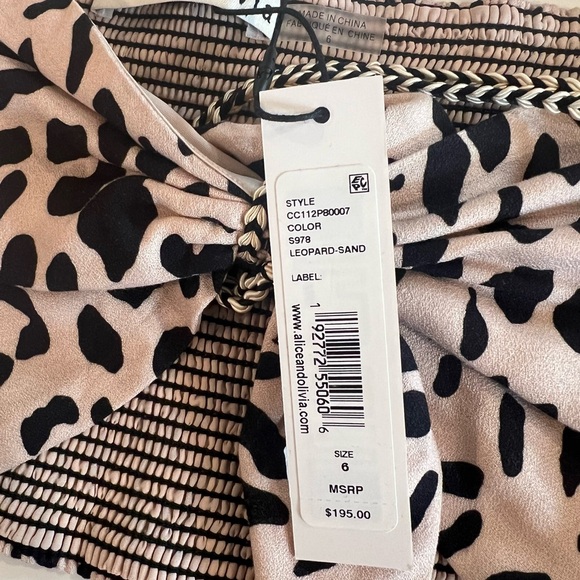 MADE IN CHINA
FABRIQUÉ EN CHINE
6
STYLE
CC112P80007
COLOR
S978
LEOPARD-SAND
LABEL:
1 92772 55060 6
www.aliceandolivia.com
SIZE
6
MSRP
$195.00